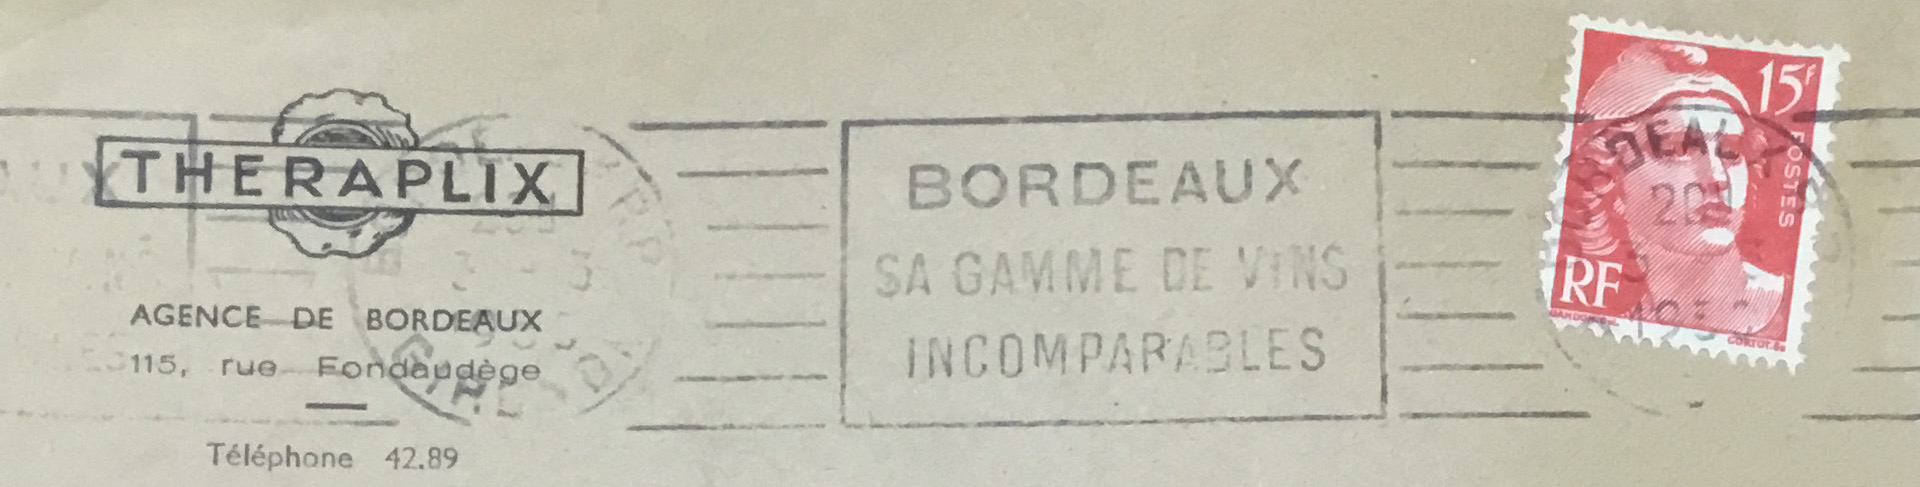 THERAPLIX
AGENCE DE BORDEAUX
115, rue Fondaudège
Téléphone 42.89
BORDEAUX
SA GAMME DE VINS
INCOMPARABLES
15F
POSTES
RF